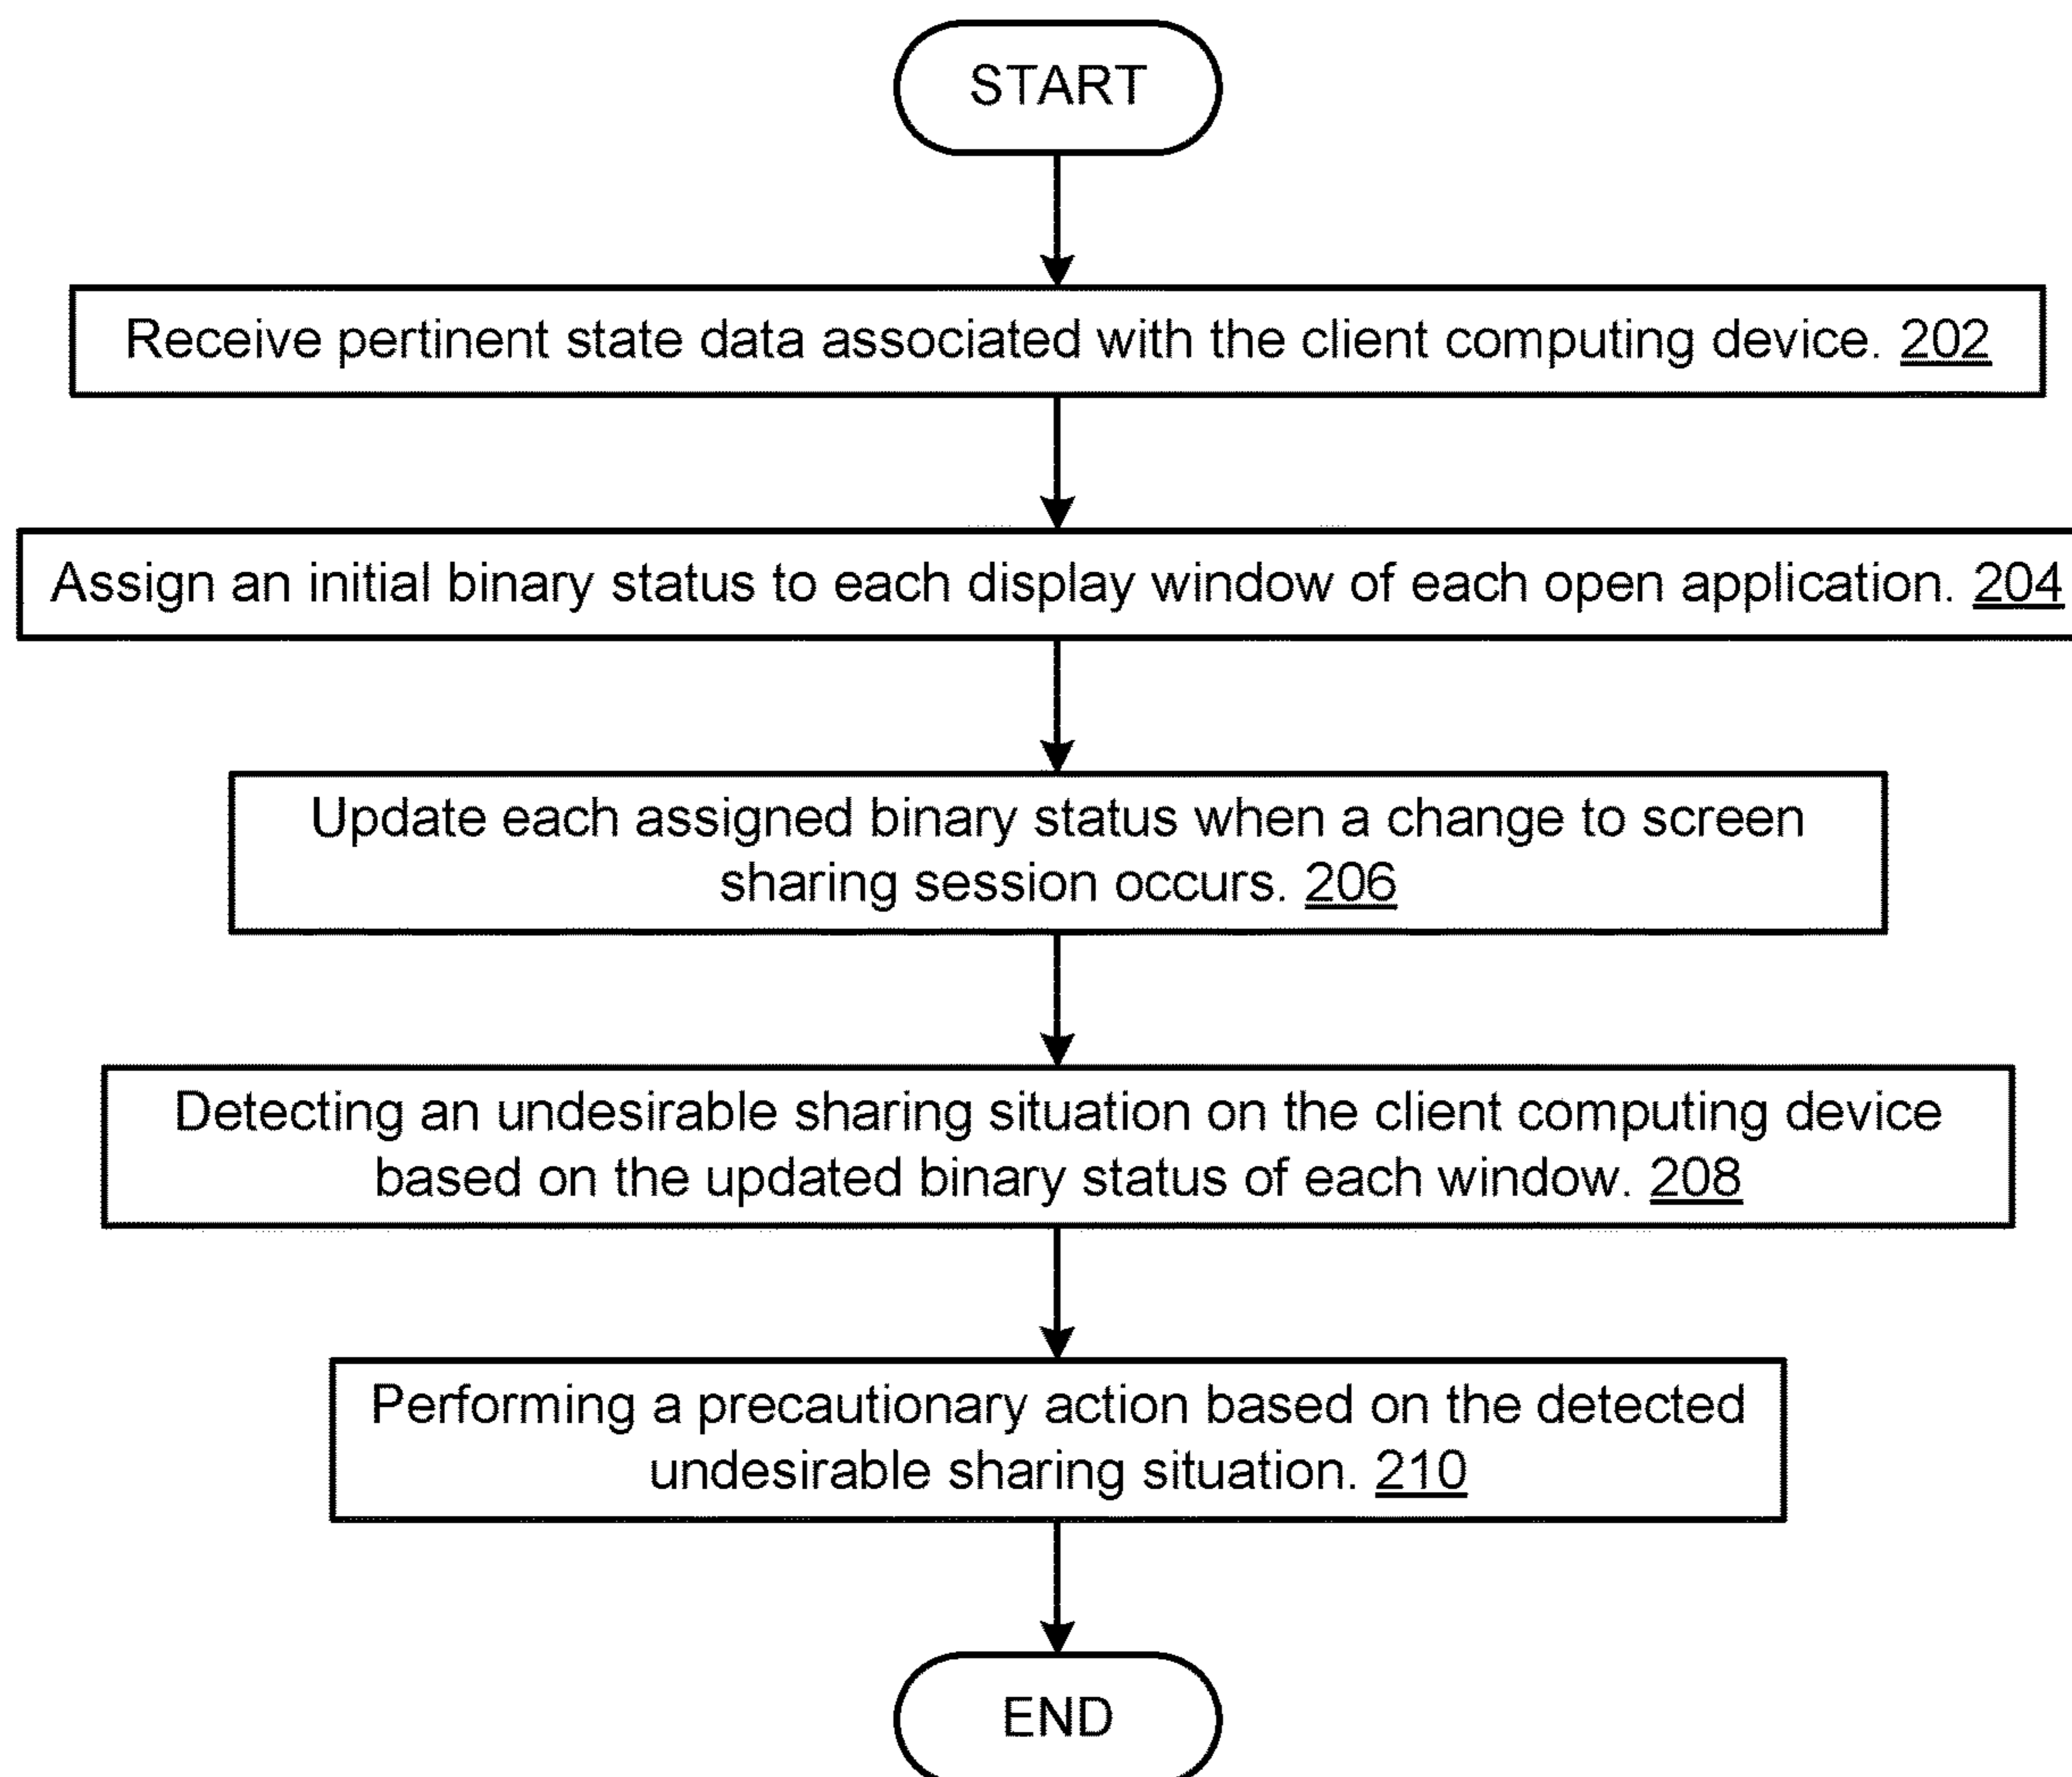 START
Receive pertinent state data associated with the client computing device. 202
Assign an initial binary status to each display window of each open application. 204
Update each assigned binary status when a change to screen
sharing session occurs. 206
Detecting an undesirable sharing situation on the client computing device
based on the updated binary status of each window. 208
Performing a precautionary action based on the detected
undesirable sharing situation. 210
END